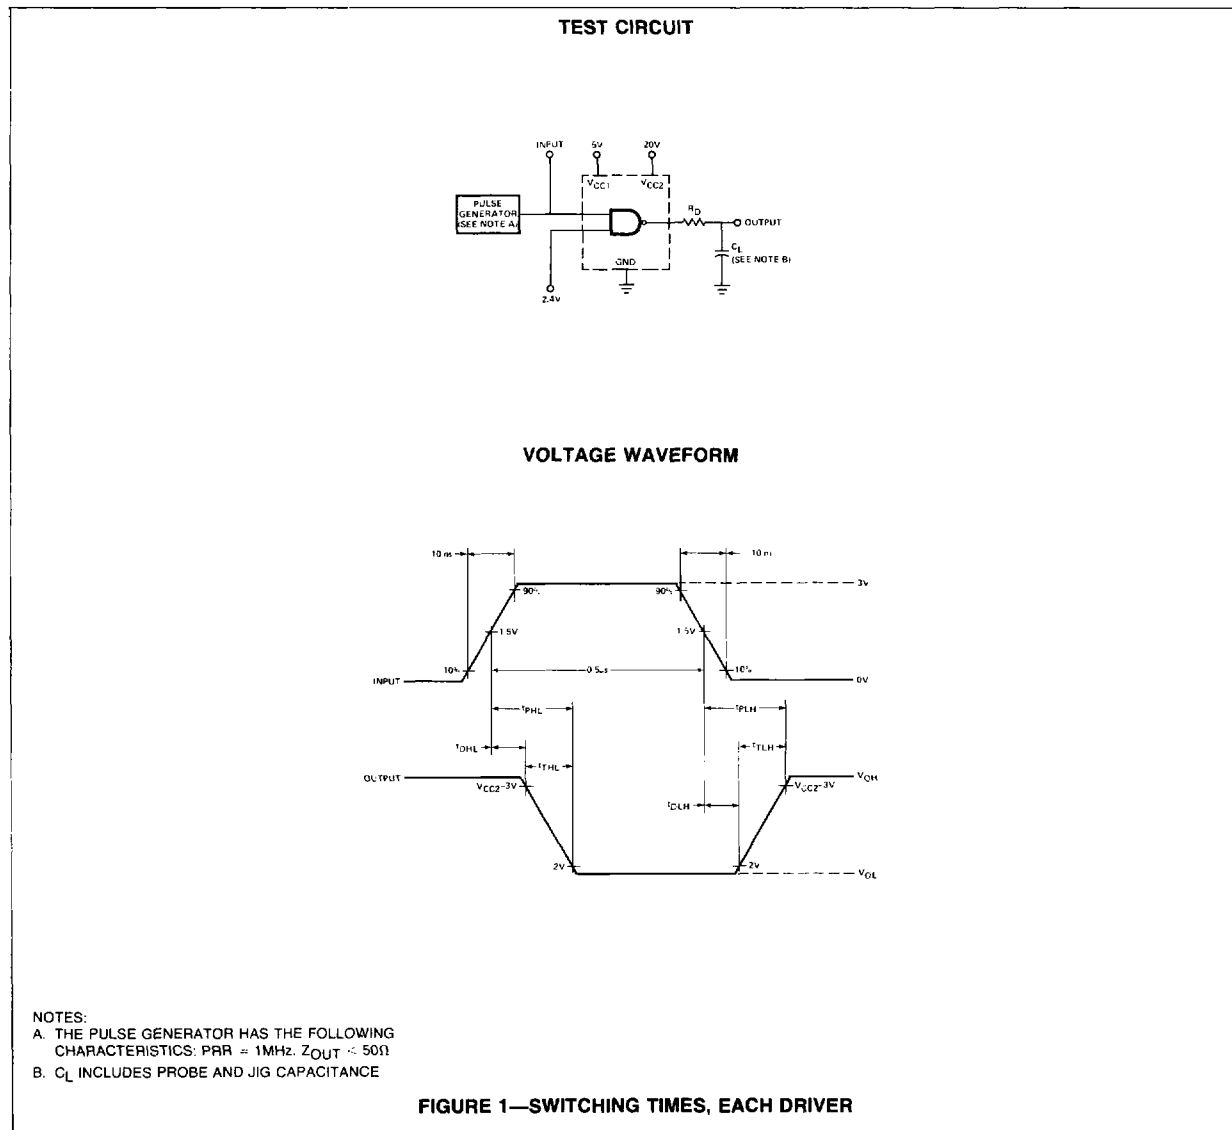 TEST CIRCUIT
INPUT
5V
20V
VCC1
VCC2
PULSE
GENERATOR
(SEE NOTE A)
RD
OUTPUT
CL
(SEE NOTE B)
GND
2.4V
VOLTAGE WAVEFORM
10 ns
10 n
90%
90%
3V
1.5V
1.5V
10%
0.5µs
10%
INPUT
0V
tPHL
tPLH
tDHL
tTLH
tTHL
OUTPUT
VCC2-3V
VCC2-3V
VOH
tDLH
2V
2V
VOL
NOTES:
A. THE PULSE GENERATOR HAS THE FOLLOWING
CHARACTERISTICS: PRR = 1MHz. ZOUT < 50Ω
B. CL INCLUDES PROBE AND JIG CAPACITANCE
FIGURE 1—SWITCHING TIMES, EACH DRIVER